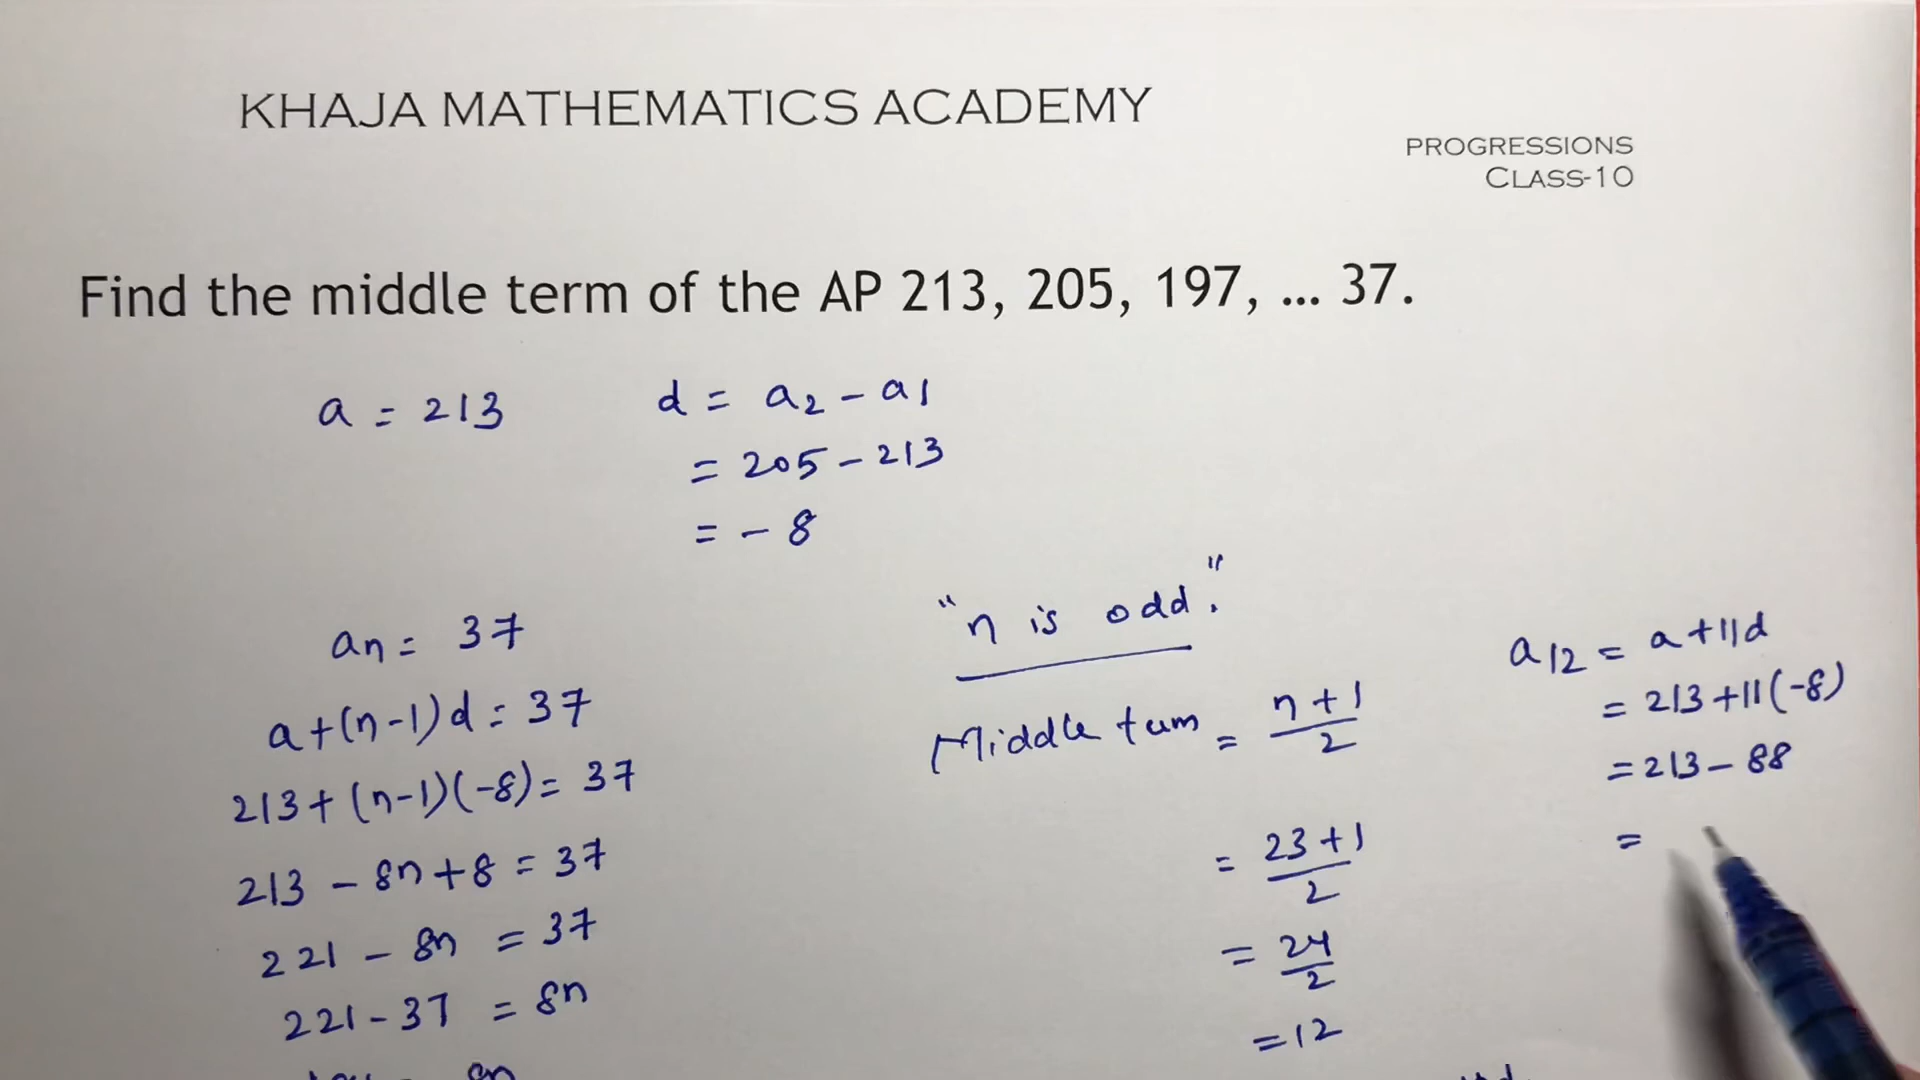 KHAJA MATHEMATICS ACADEMY
PROGRESSIONS
CLASS-10
Find the middle term of the AP 213, 205, 197, ... 37.
a = 213
d = a2 - a1
= 205 - 213
= - 8
an = 37
a+(n-1)d = 37
213+(n-1)(-8) = 37
213 - 8n+8 = 37
221 - 8n = 37
221 - 37 = 8n
8n
"n is odd."
Middle term = n+1/2
= 23+1/2
= 24/2
= 12
a12 = a+11d
= 213+11(-8)
= 213 - 88
=